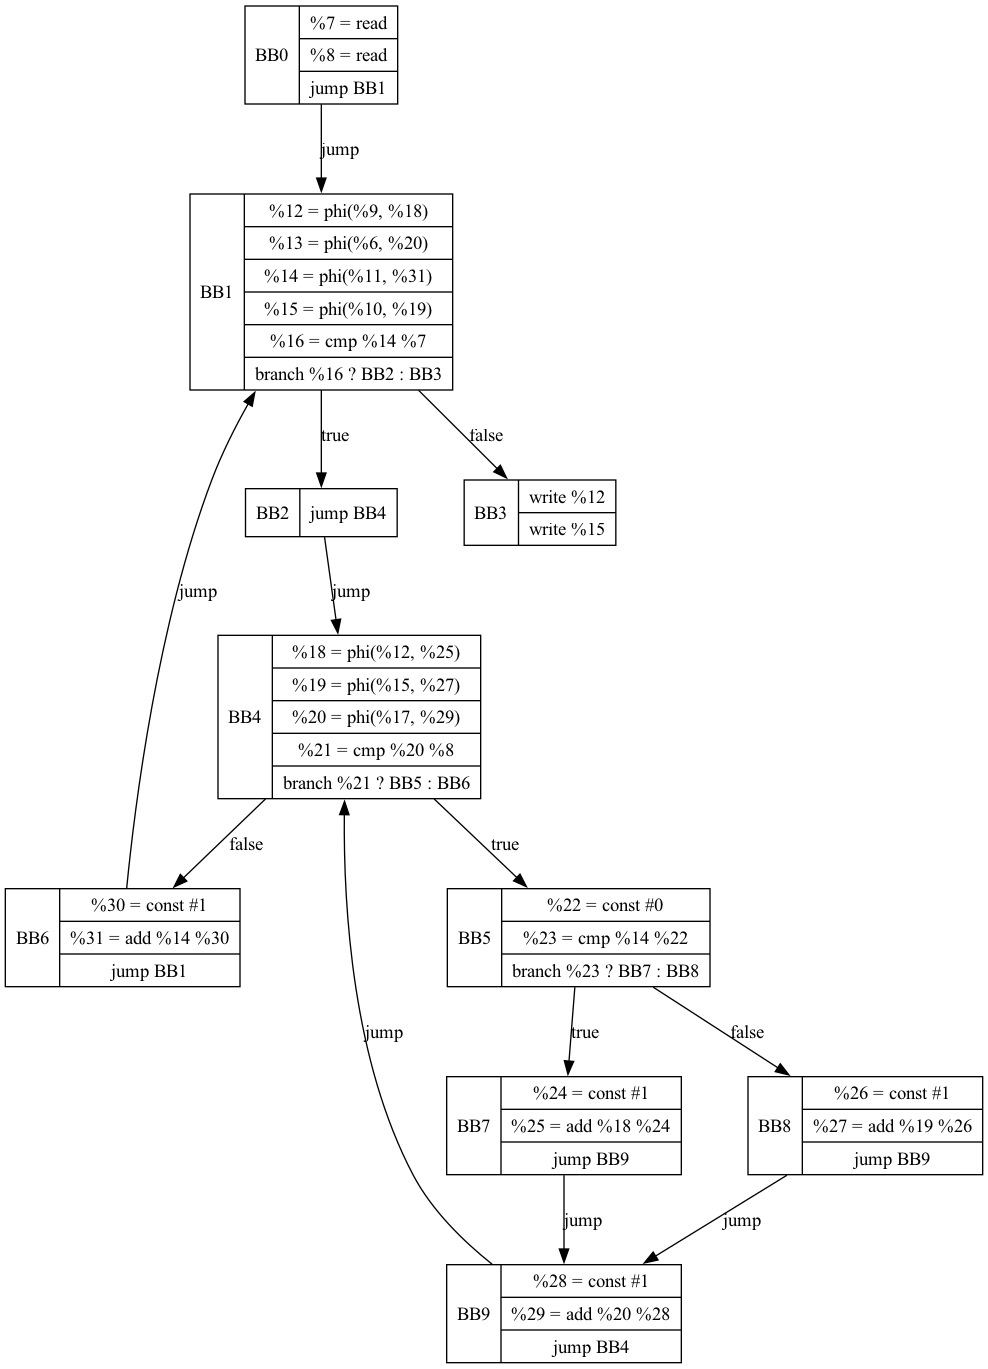 BB0
%7 = read
%8 = read
jump BB1
jump
BB1
%12 = phi(%9, %18)
%13 = phi(%6, %20)
%14 = phi(%11, %31)
%15 = phi(%10, %19)
%16 = cmp %14 %7
branch %16 ? BB2 : BB3
true
false
BB2
jump BB4
BB3
write %12
write %15
jump
jump
BB4
%18 = phi(%12, %25)
%19 = phi(%15, %27)
%20 = phi(%17, %29)
%21 = cmp %20 %8
branch %21 ? BB5 : BB6
false
true
BB6
%30 = const #1
%31 = add %14 %30
jump BB1
BB5
%22 = const #0
%23 = cmp %14 %22
branch %23 ? BB7 : BB8
jump
true
false
BB7
%24 = const #1
%25 = add %18 %24
jump BB9
BB8
%26 = const #1
%27 = add %19 %26
jump BB9
jump
jump
BB9
%28 = const #1
%29 = add %20 %28
jump BB4